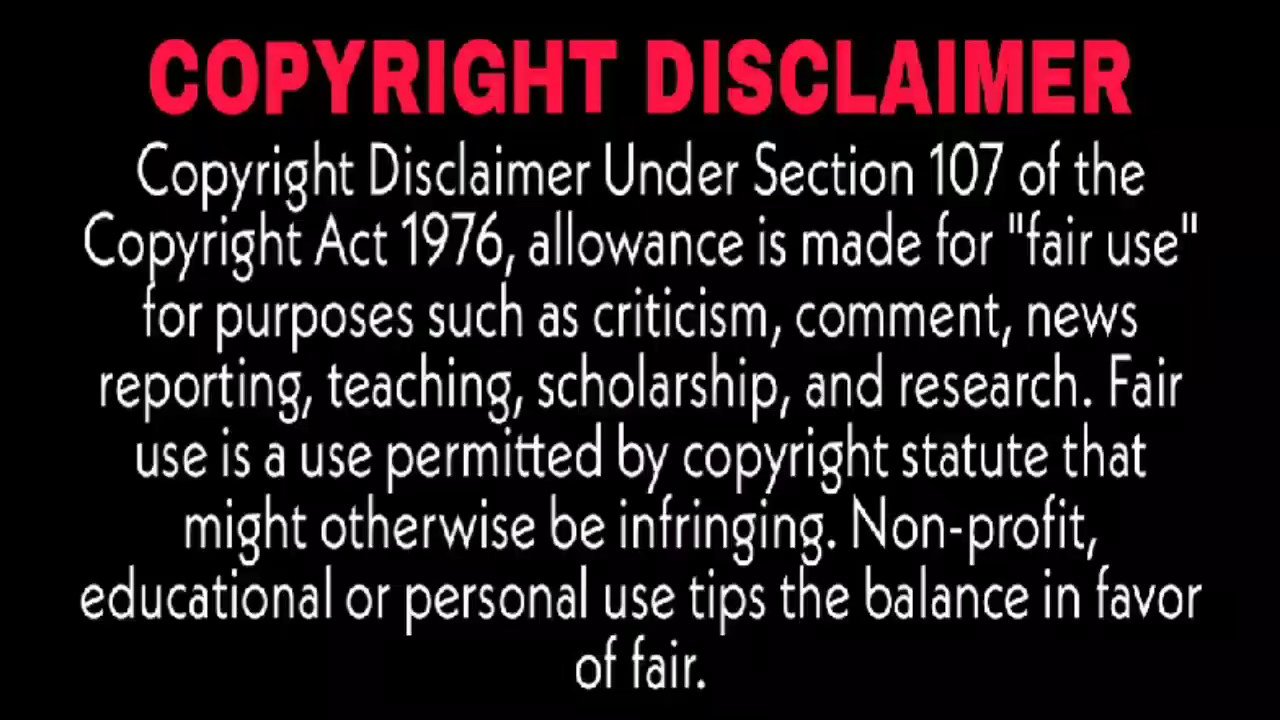 COPYRIGHT DISCLAIMER
Copyright Disclaimer Under Section 107 of the
Copyright Act 1976, allowance is made for "fair use"
for purposes such as criticism, comment, news
reporting, teaching, scholarship, and research. Fair
use is a use permitted by copyright statute that
might otherwise be infringing. Non-profit,
educational or personal use tips the balance in favor
of fair.